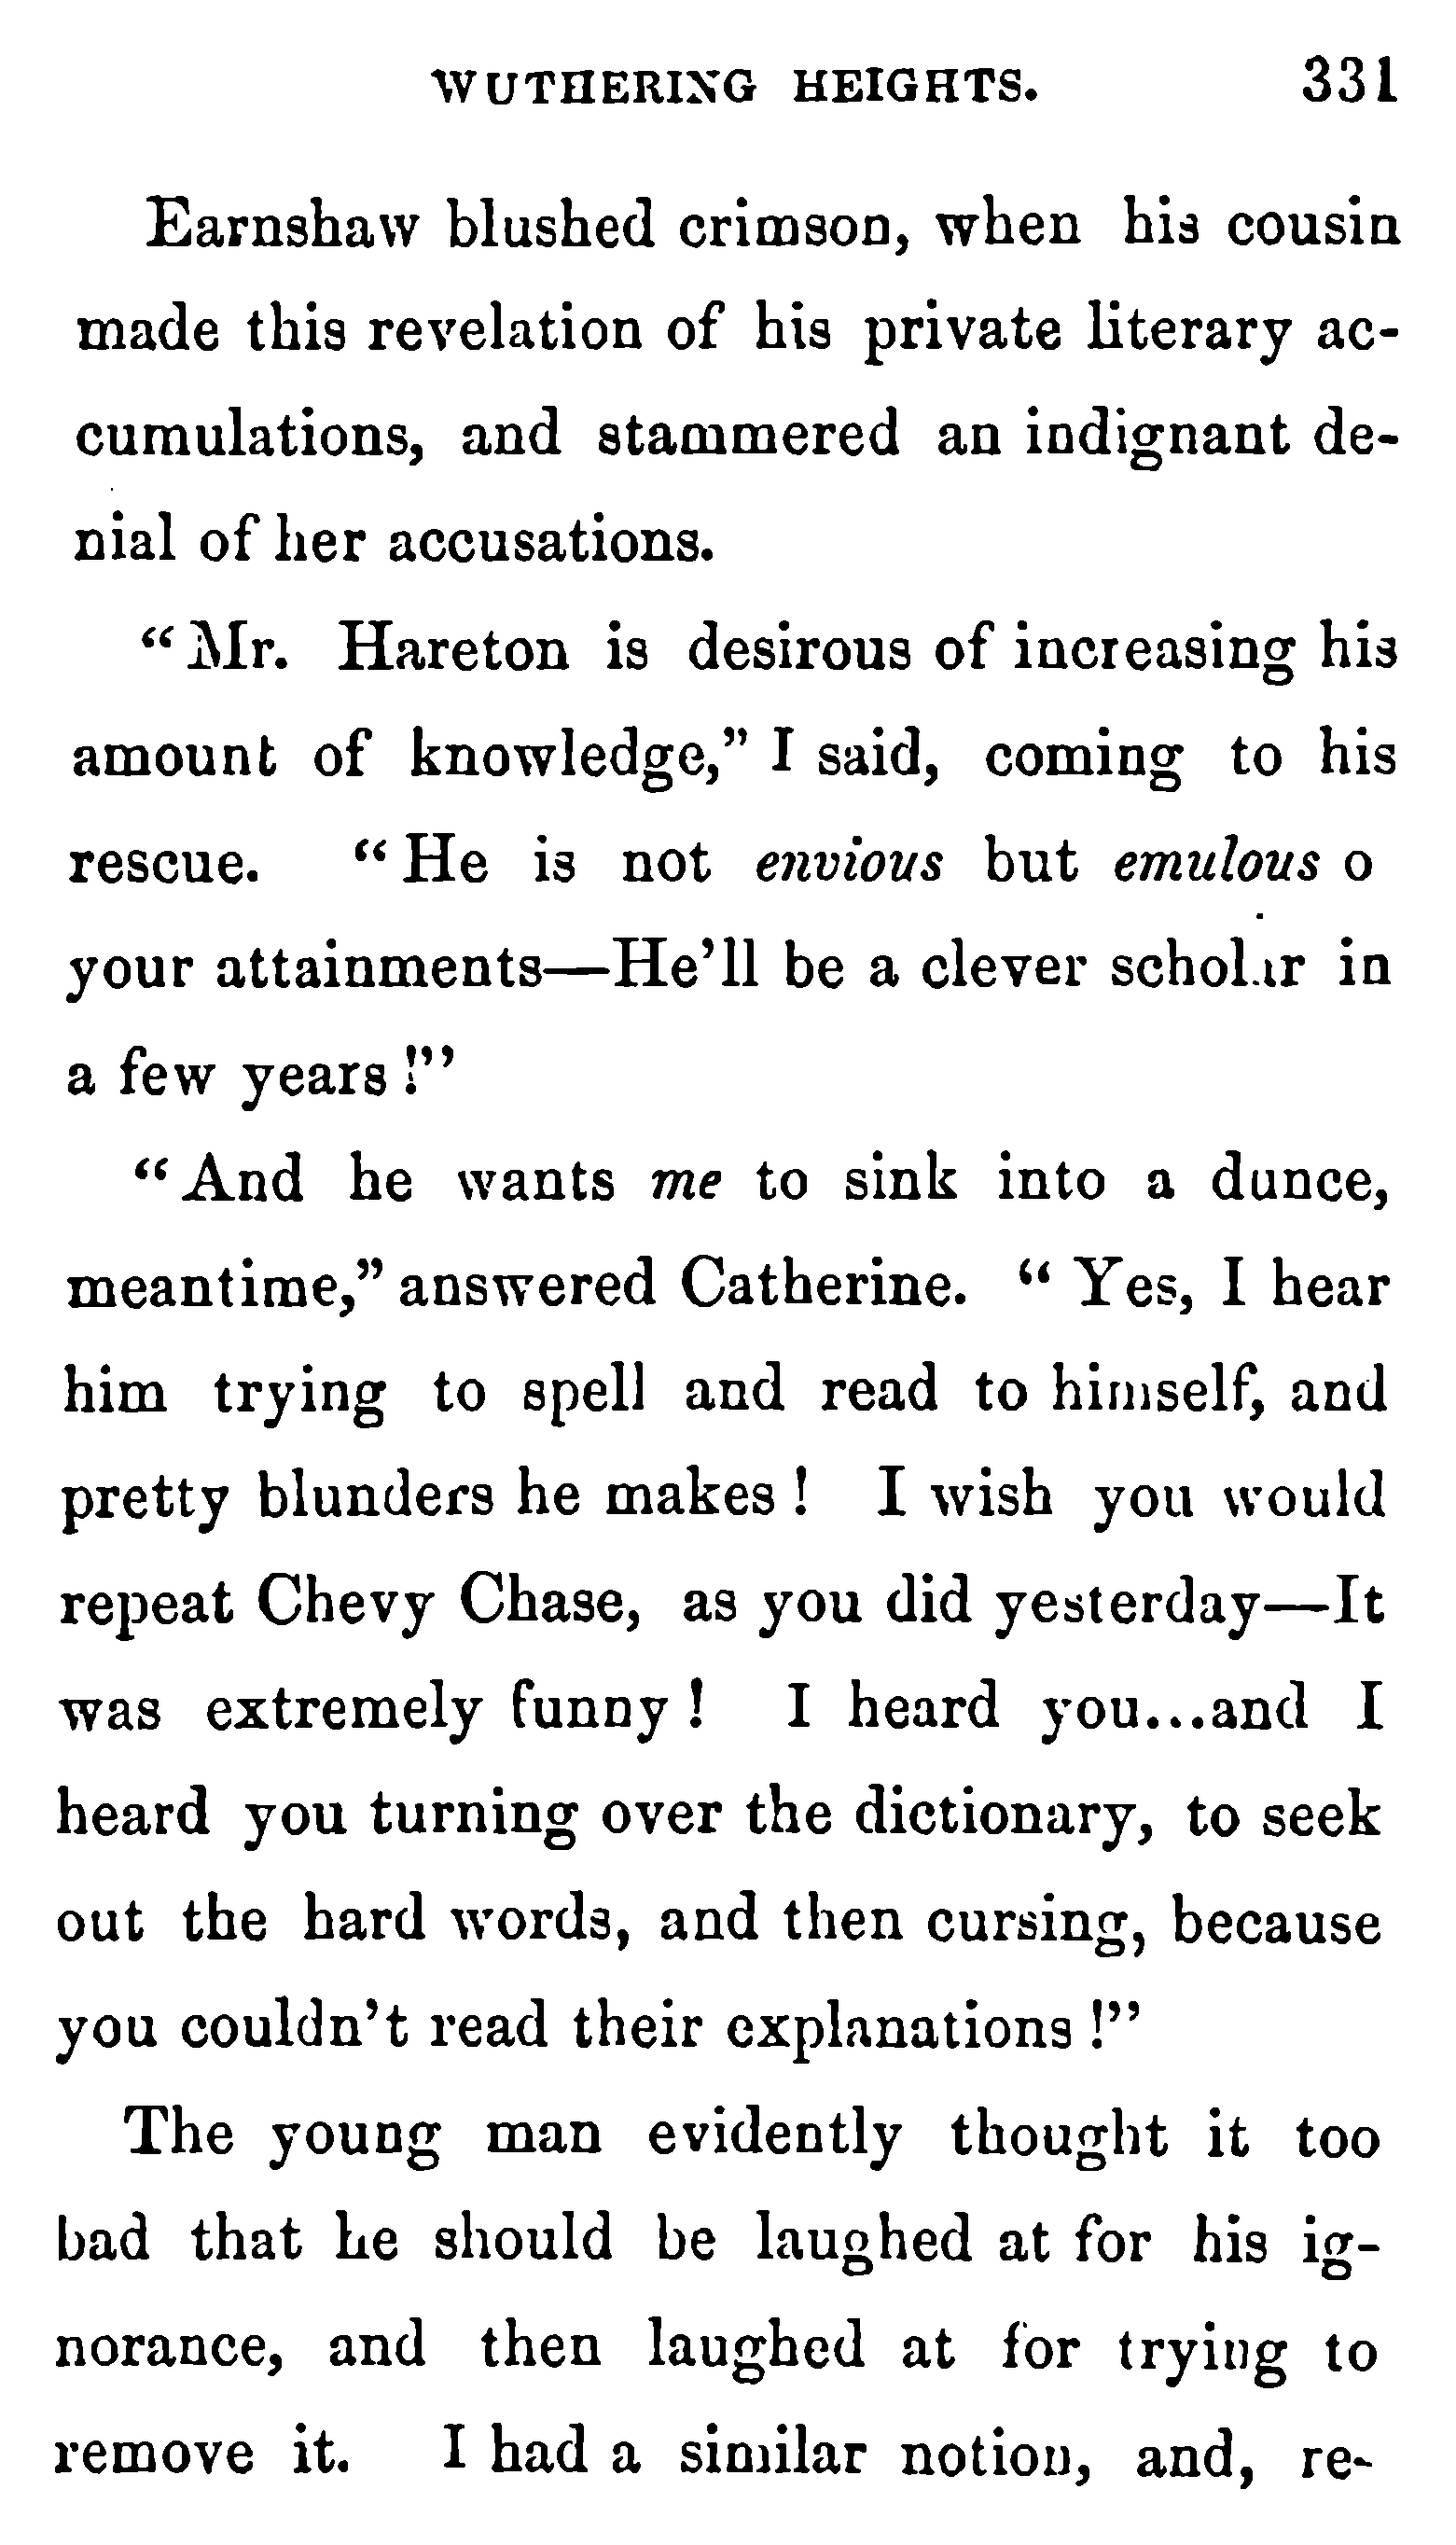 WUTHERING HEIGHTS. 331
Earnshaw blushed crimson, when his cousin
made this revelation of his private literary ac-
cumulations, and stammered an indignant de-
nial of her accusations.
“Mr. Hareton is desirous of increasing his
amount of knowledge,” I said, coming to his
rescue. “He is not envious but emulous o
your attainments—He’ll be a clever scholar in
a few years!”’
“And he wants me to sink into a dunce,
meantime,” answered Catherine. “Yes, I hear
him trying to spell and read to himself, and
pretty blunders he makes! I wish you would
repeat Chevy Chase, as you did yesterday—It
was extremely funny! I heard you...and I
heard you turning over the dictionary, to seek
out the hard words, and then cursing, because
you couldn’t read their explanations!”
The young man evidently thought it too
bad that he should be laughed at for his ig-
norance, and then laughed at for trying to
remove it. I had a similar notion, and, re-